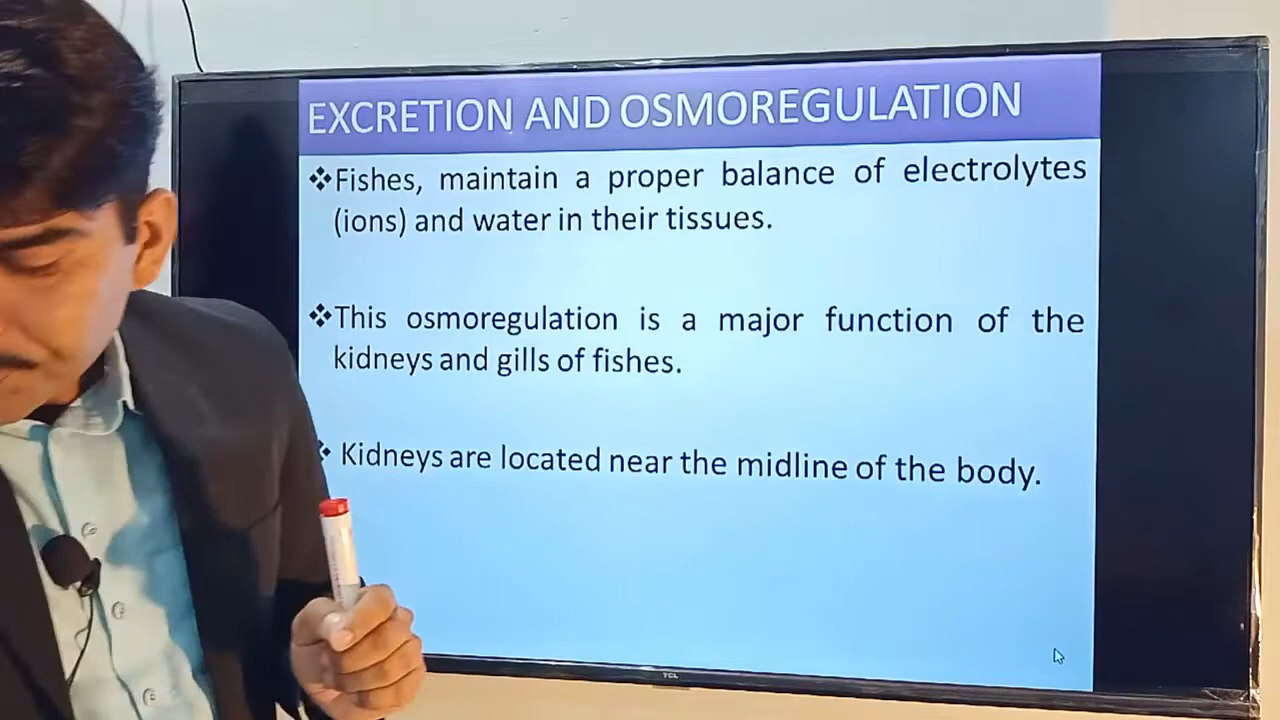 EXCRETION AND OSMOREGULATION
❖Fishes, maintain a proper balance of electrolytes
(ions) and water in their tissues.
❖This osmoregulation is a major function of the
kidneys and gills of fishes.
❖ Kidneys are located near the midline of the body.
TCL